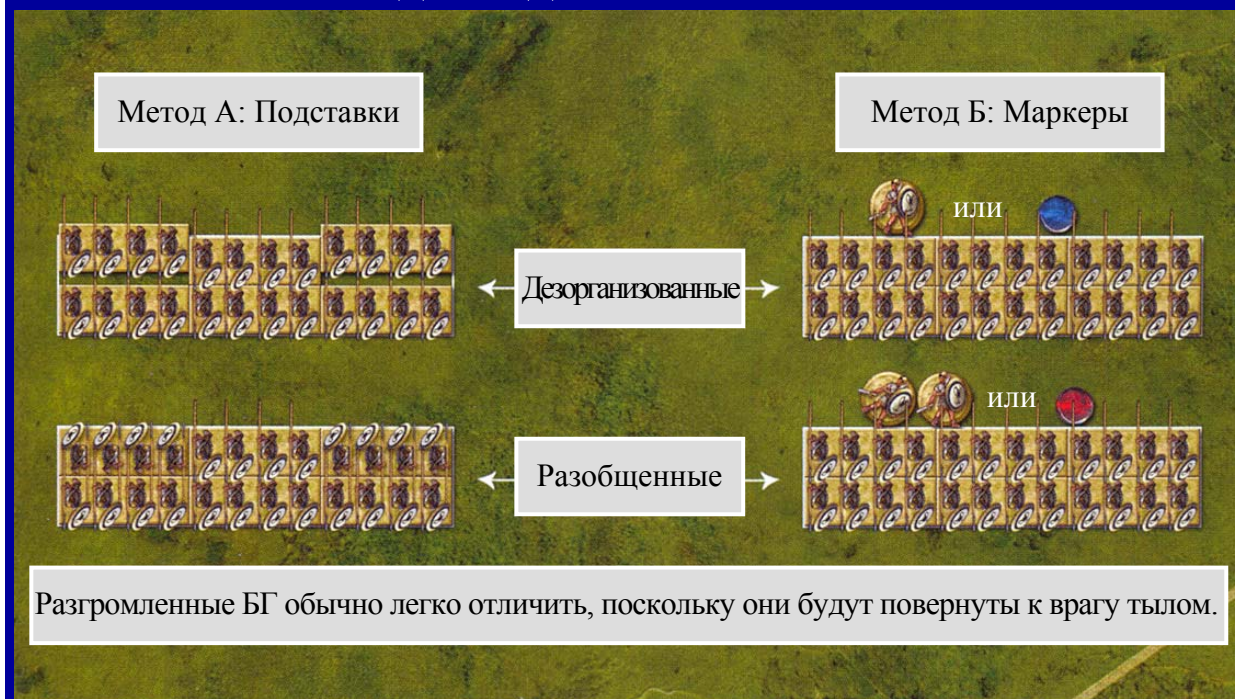 Метод А: Подставки
Метод Б: Маркеры
или
Дезорганизованные
или
Разобщенные
Разгромленные БГ обычно легко отличить, поскольку они будут повернуты к врагу тылом.